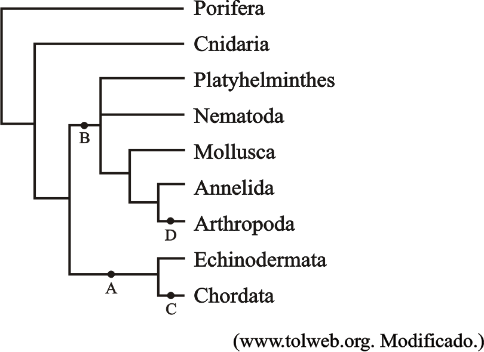 Porifera
Cnidaria
Platyhelminthes
B
Nematoda
Mollusca
Annelida
Arthropoda
D
Echinodermata
A
Chordata
C
(www.tolweb.org. Modificado.)